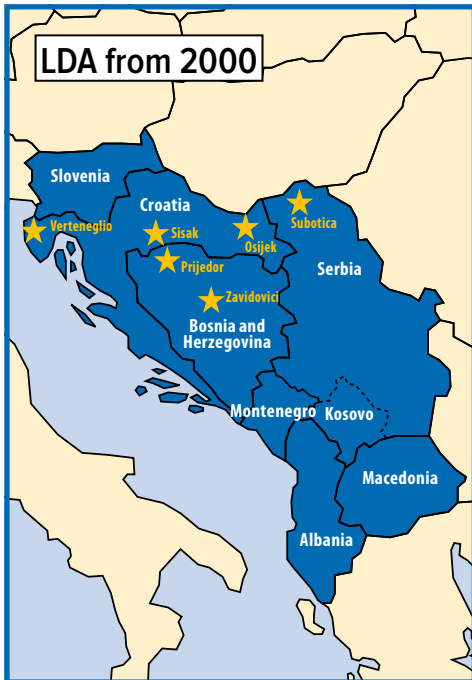 LDA from 2000
Slovenia
Croatia
Verteneglio
Sisak
Osijek
Subotica
Prijedor
Serbia
Zavidovici
Bosnia and
Herzegovina
Montenegro
Kosovo
Macedonia
Albania